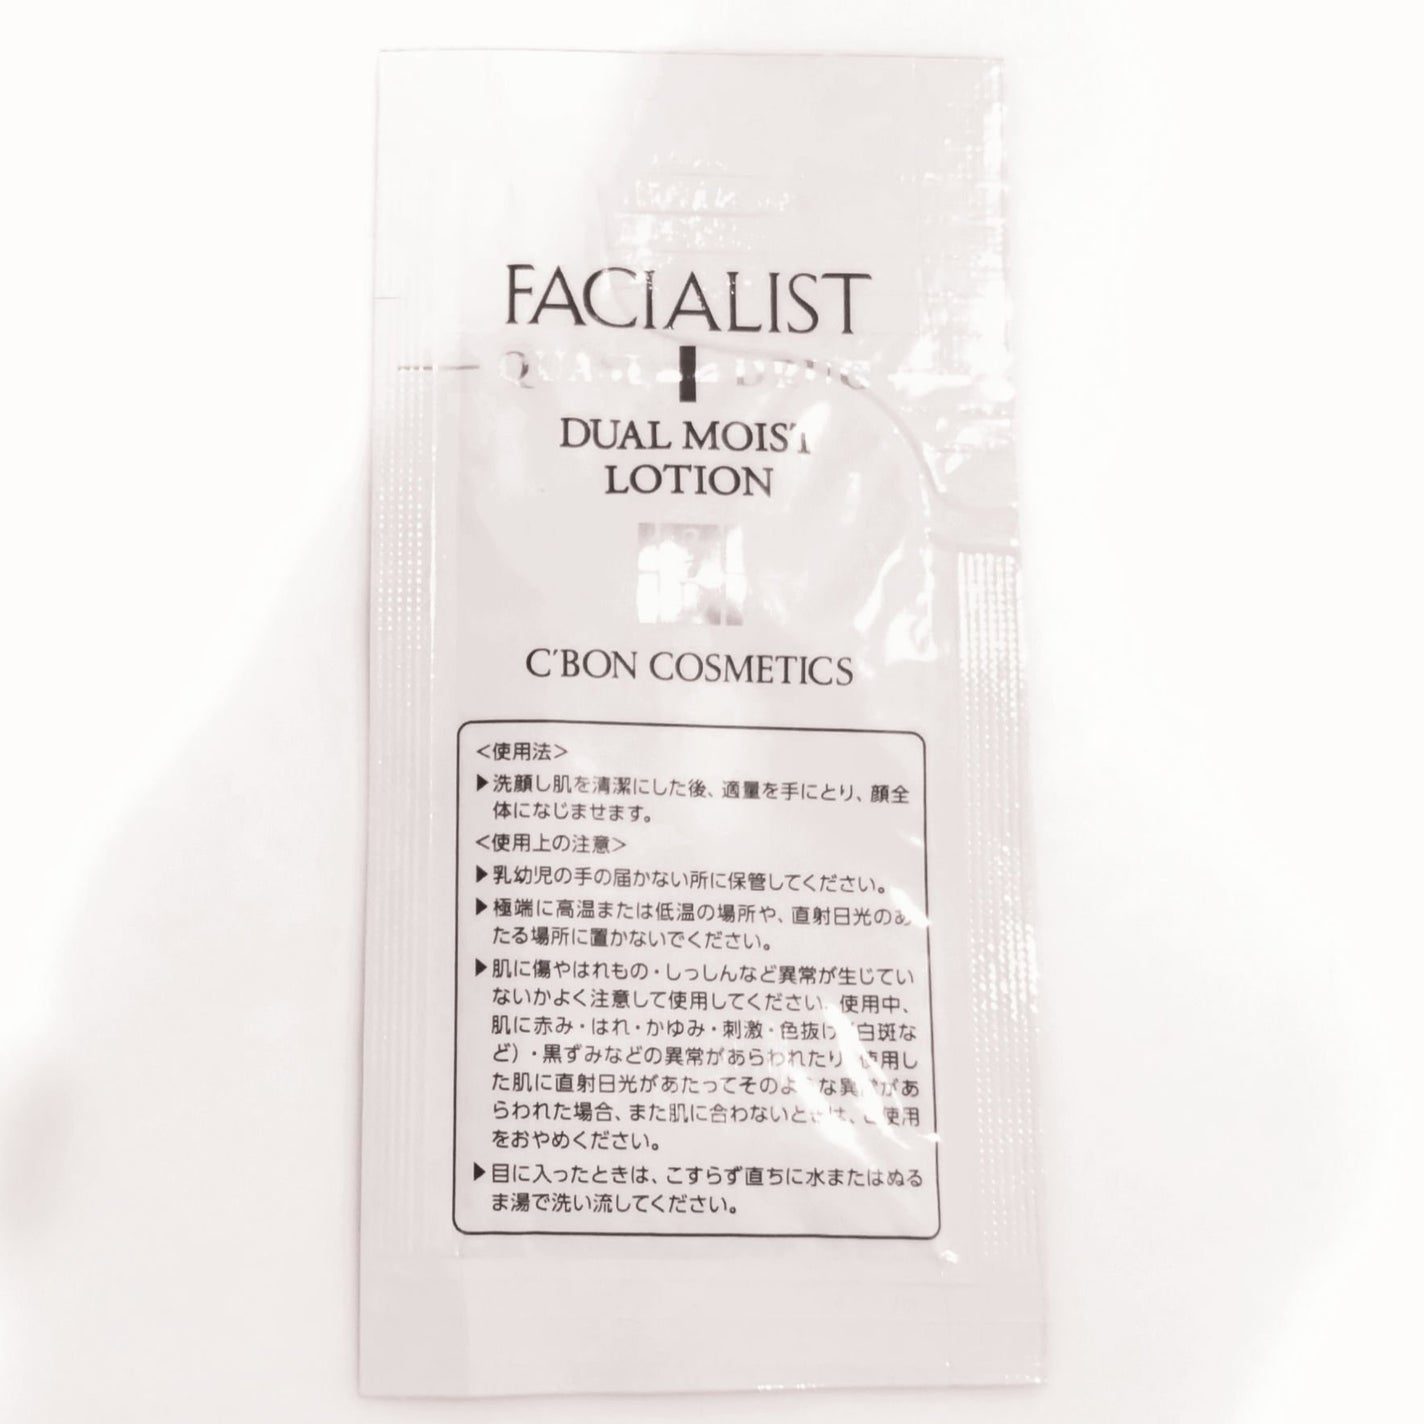 FACIALIST
DRUG
DUAL MOIST
LOTION
C'BON COSMETICS
＜使用法＞
▶洗顔し肌を清潔にした後、適量を手にとり、顔全
体になじませます。
＜使用上の注意＞
▶乳幼児の手の届かない所に保管してください。
▶極端に高温または低温の場所や、直射日光のあ
たる場所に置かないでください。
▶肌に傷やはれもの・しっしんなど異常が生じてい
ないかよく注意して使用してください。使用中、
肌に赤み・はれ・かゆみ・刺激・色抜け（白斑な
ど）・黒ずみなどの異常があらわれたり、使用し
た肌に直射日光があたってそのような異常があ
らわれた場合、また肌に合わないときは、ご使用
をおやめください。
▶目に入ったときは、こすらず直ちに水またはぬる
ま湯で洗い流してください。